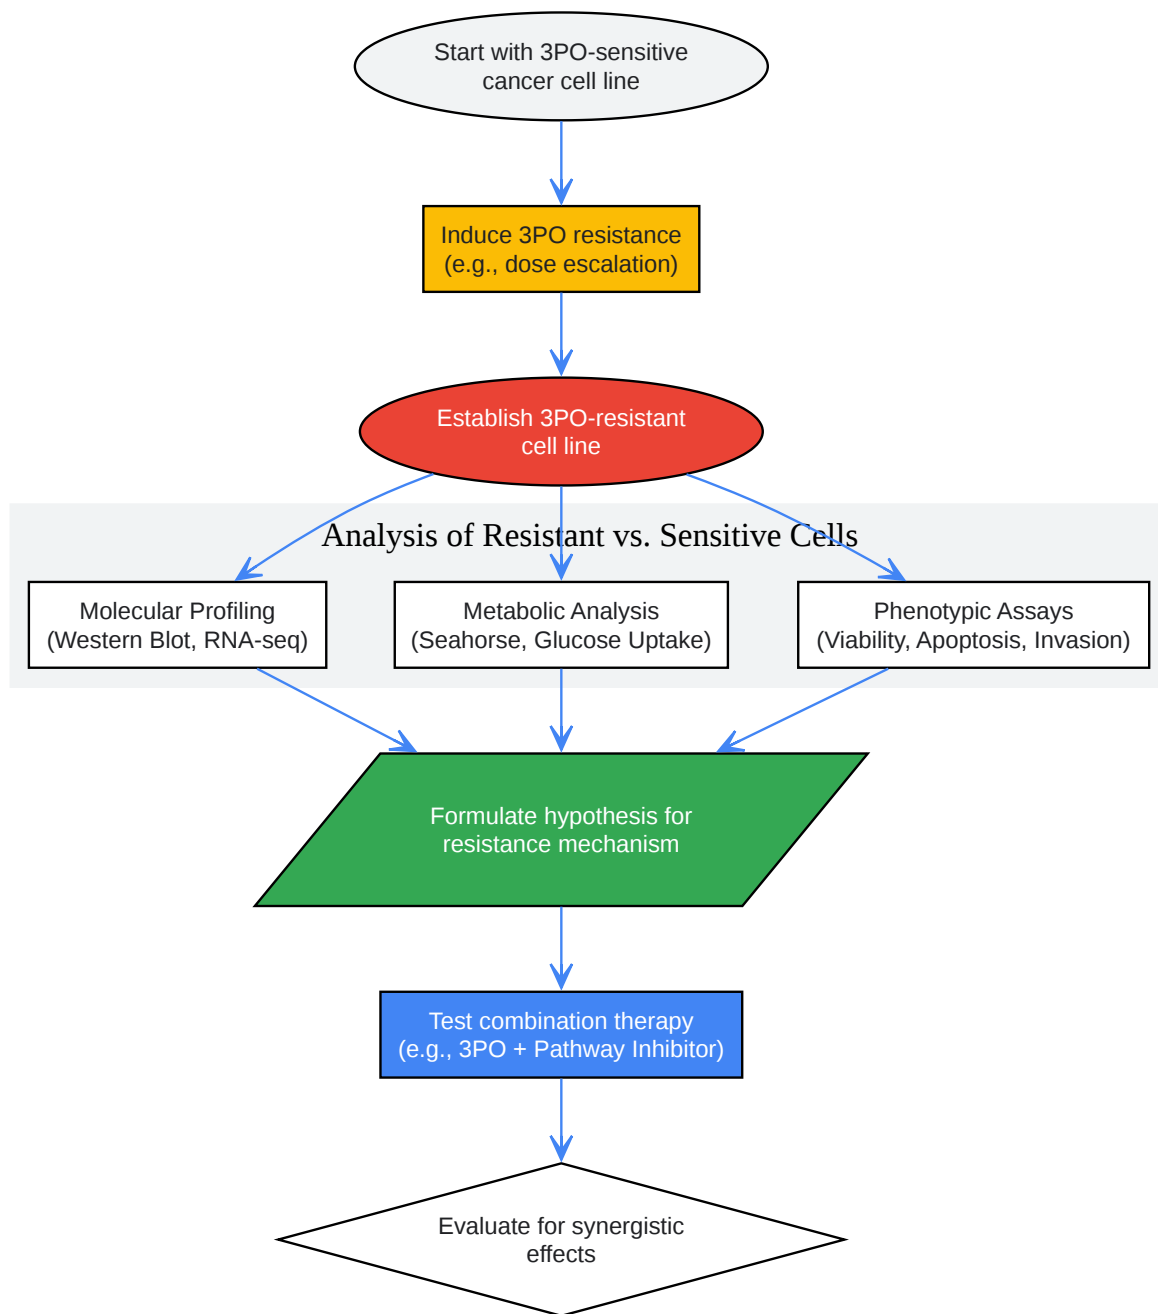 Start with 3PO-sensitive
cancer cell line
Induce 3PO resistance
(e.g., dose escalation)
Establish 3PO-resistant
cell line
Analysis of Resistant vs. Sensitive Cells
Molecular Profiling
(Western Blot, RNA-seq)
Metabolic Analysis
(Seahorse, Glucose Uptake)
Phenotypic Assays
(Viability, Apoptosis, Invasion)
Formulate hypothesis for
resistance mechanism
Test combination therapy
(e.g., 3PO + Pathway Inhibitor)
Evaluate for synergistic
effects